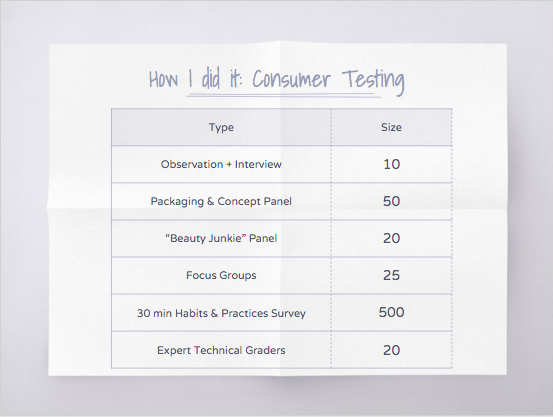 How I did it: Consumer Testing
Type Size
Observation + Interview 10
Packaging & Concept Panel 50
“Beauty Junkie” Panel 20
Focus Groups 25
30 min Habits & Practices Survey 500
Expert Technical Graders 20